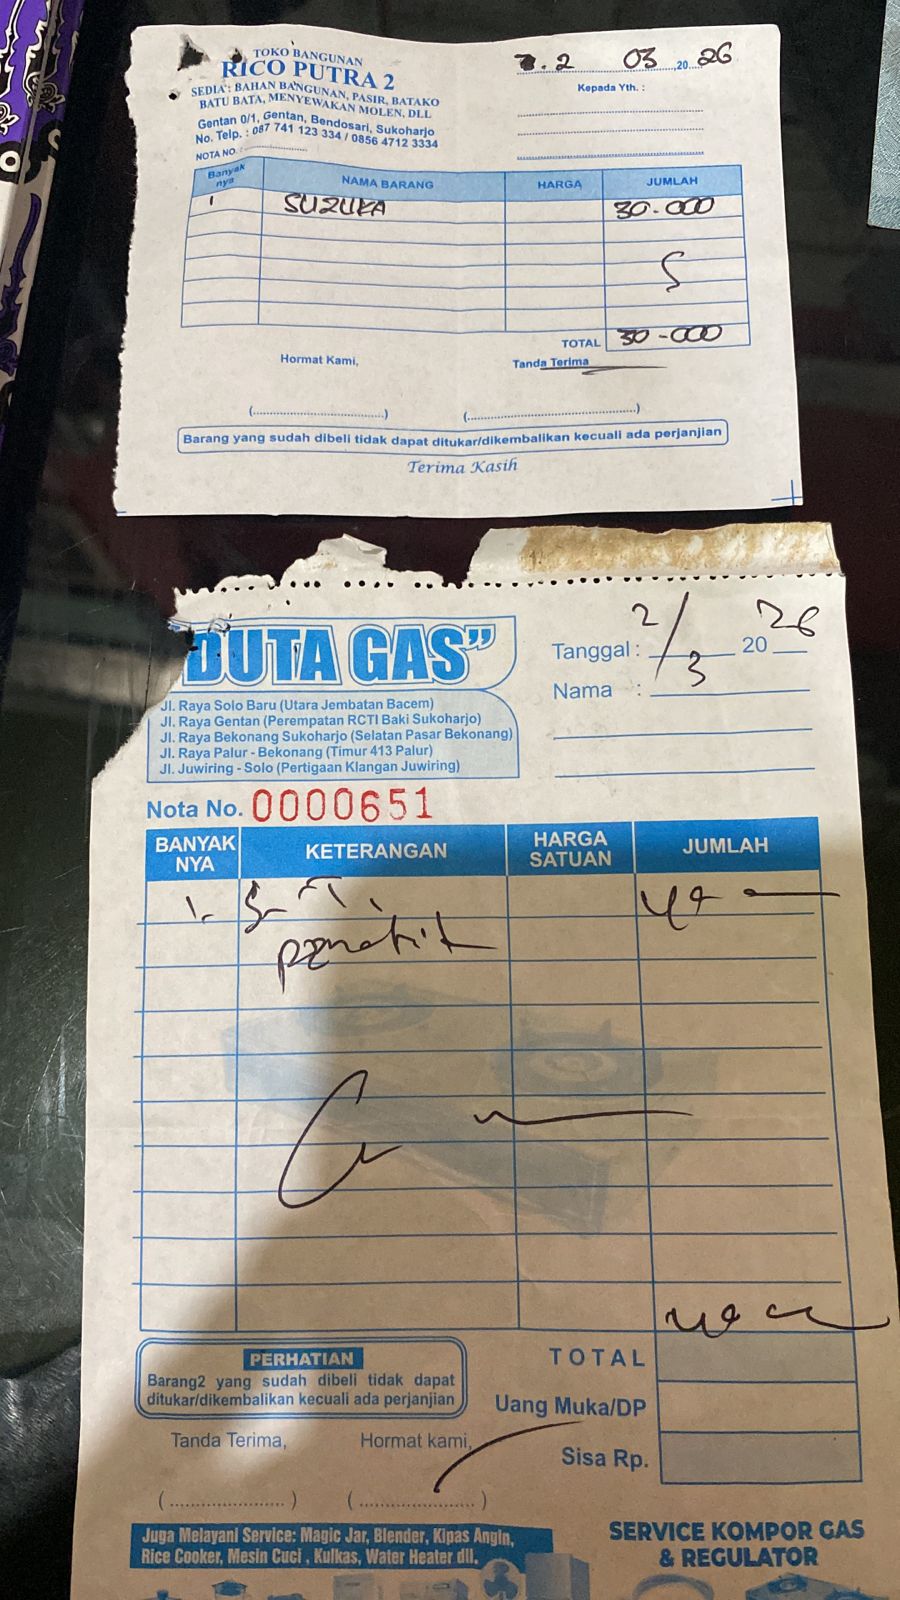 TOKO BANGUNAN
RICO PUTRA 2
SEDIA : BAHAN BANGUNAN, PASIR, BATAKO
BATU BATA, MENYEWAKAN MOLEN, DLL
Gentan 0/1, Gentan, Bendosari, Sukoharjo
No. Telp. : 087 741 123 334 / 0856 4712 3334
NOTA NO. :
2 03 20 26
Kepada Yth. :
Banyak nya NAMA BARANG HARGA JUMLAH
1 SUZUKA 30.000
TOTAL 30.000
Hormat Kami, Tanda Terima
Barang yang sudah dibeli tidak dapat ditukar/dikembalikan kecuali ada perjanjian
Terima Kasih
"DUTA GAS"
Jl. Raya Solo Baru (Utara Jembatan Bacem)
Jl. Raya Gentan (Perempatan RCTI Baki Sukoharjo)
Jl. Raya Bekonang Sukoharjo (Selatan Pasar Bekonang)
Jl. Raya Palur - Bekonang (Timur 413 Palur)
Jl. Juwiring - Solo (Pertigaan Klangan Juwiring)
Tanggal : 2/3 20 26
Nama :
Nota No. 0000651
BANYAK NYA KETERANGAN HARGA SATUAN JUMLAH
1
TOTAL
Uang Muka/DP
Sisa Rp.
PERHATIAN
Barang2 yang sudah dibeli tidak dapat
ditukar/dikembalikan kecuali ada perjanjian
Tanda Terima, Hormat kami,
Juga Melayani Service: Magic Jar, Blender, Kipas Angin,
Rice Cooker, Mesin Cuci , Kulkas, Water Heater dll.
SERVICE KOMPOR GAS
& REGULATOR